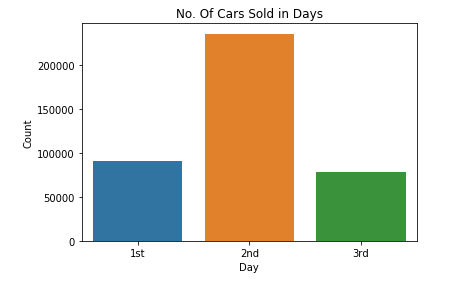 No. Of Cars Sold in Days
200000
150000
100000
50000
0
Count
1st 2nd 3rd
Day